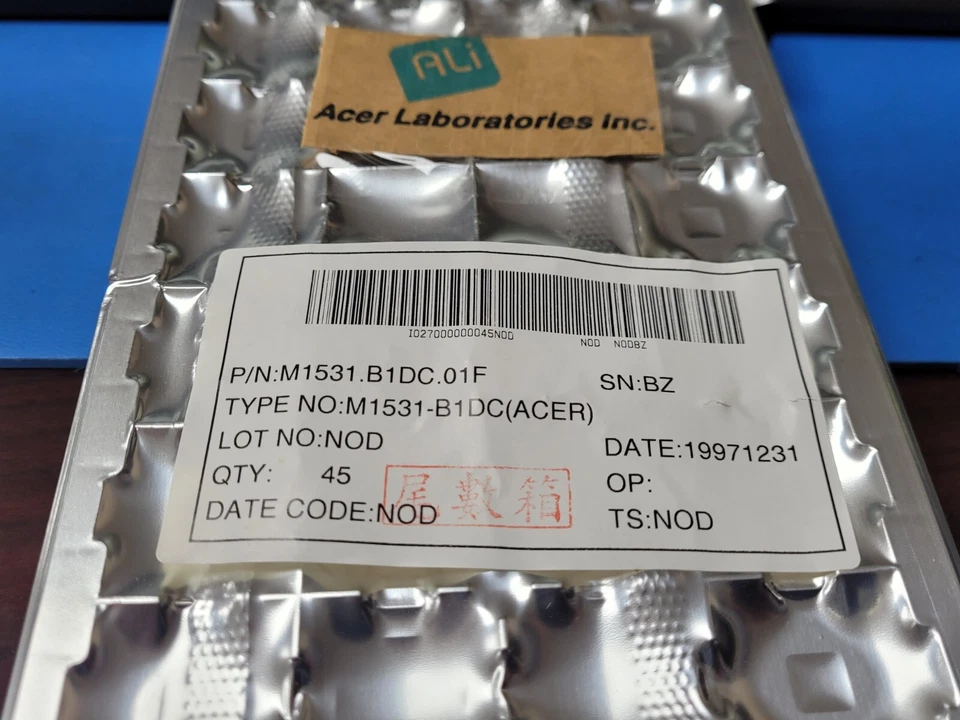 ALi
Acer Laboratories Inc.
I027000000045NOD NOD NODBZ
P/N:M1531.B1DC.01F SN:BZ
TYPE NO:M1531-B1DC(ACER)
LOT NO:NOD DATE:19971231
QTY: 45 OP:
尾數箱
DATE CODE:NOD TS:NOD